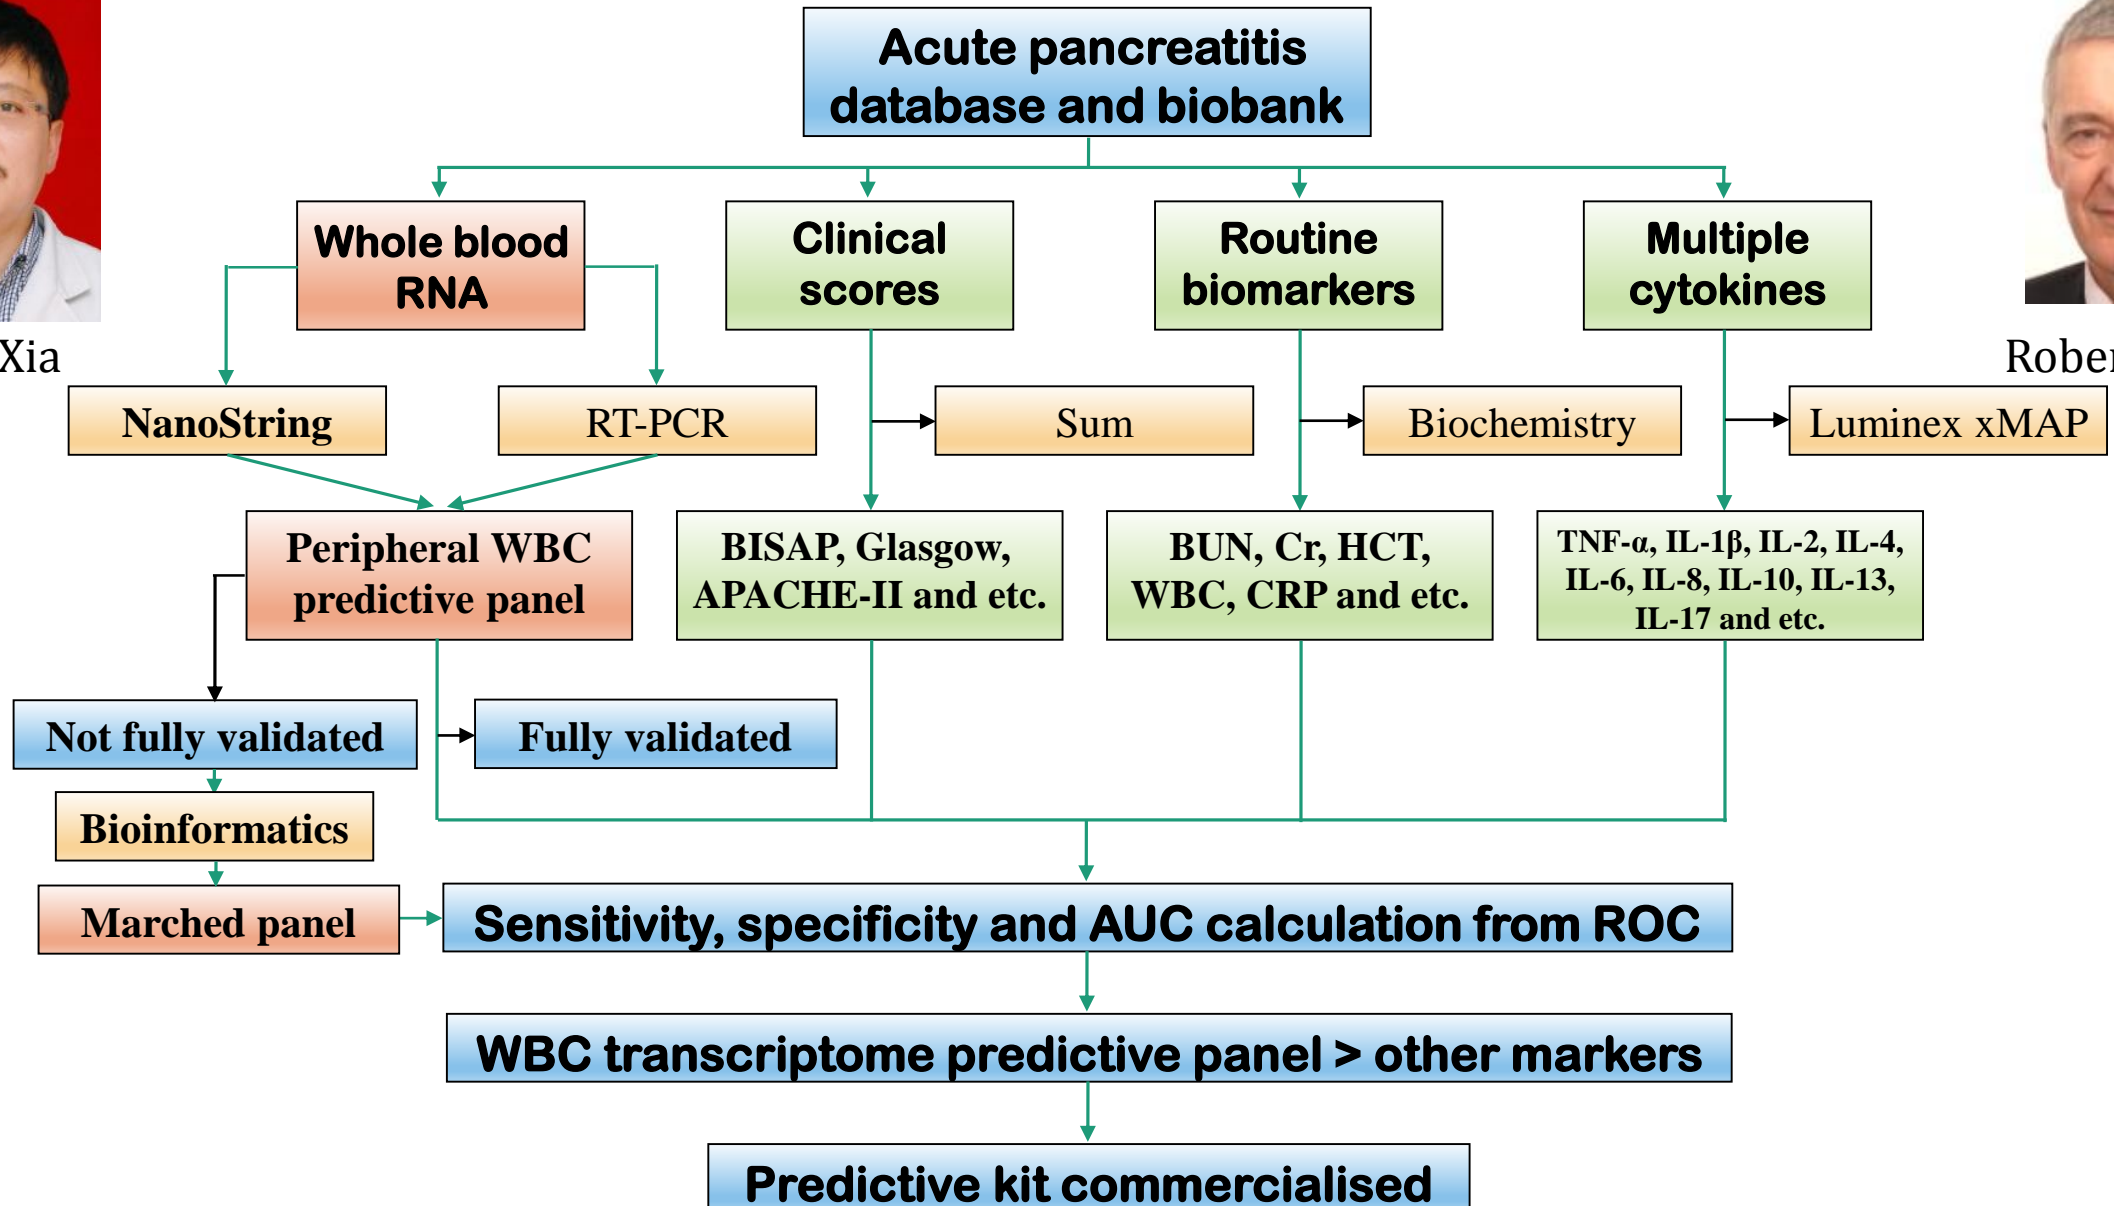 Acute pancreatitis
database and biobank
Whole blood
RNA
Clinical
scores
Routine
biomarkers
Multiple
cytokines
Xia
Rober
NanoString
RT-PCR
Sum
Biochemistry
Luminex xMAP
Peripheral WBC
predictive panel
BISAP, Glasgow,
APACHE-II and etc.
BUN, Cr, HCT,
WBC, CRP and etc.
TNF-α, IL-1β, IL-2, IL-4,
IL-6, IL-8, IL-10, IL-13,
IL-17 and etc.
Not fully validated
Fully validated
Bioinformatics
Marched panel
Sensitivity, specificity and AUC calculation from ROC
WBC transcriptome predictive panel > other markers
Predictive kit commercialised